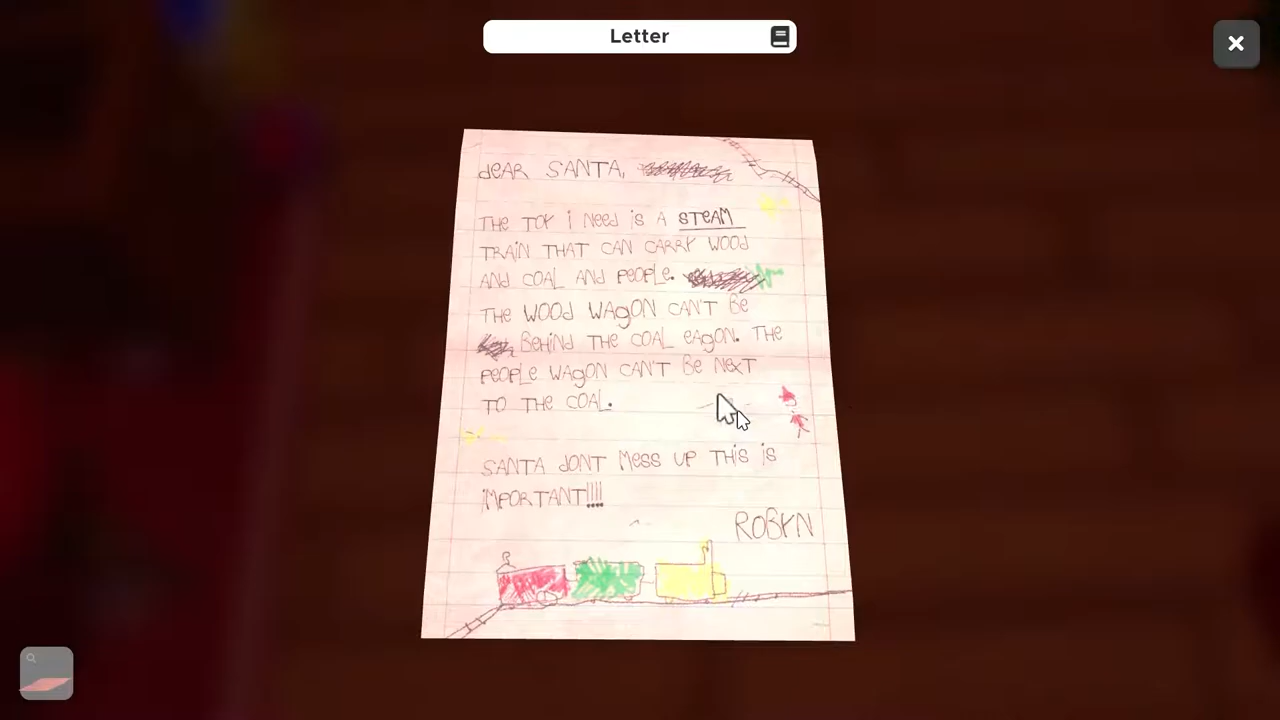 Letter
dEAR SANTA,
THE TOY i NEEd iS A STEAM
TRAIN THAT CAN CARRY WOOd
ANd COAL ANd PEOPLE.
THE WOOd WAgON CAN'T BE
BEHiNd THE COAL EAgON. THE
PEOPLE WAgON CAN'T BE NEXT
TO THE COAL.
SANTA dONT MESS UP THiS iS
iMPORTANT!!!!
ROBYN